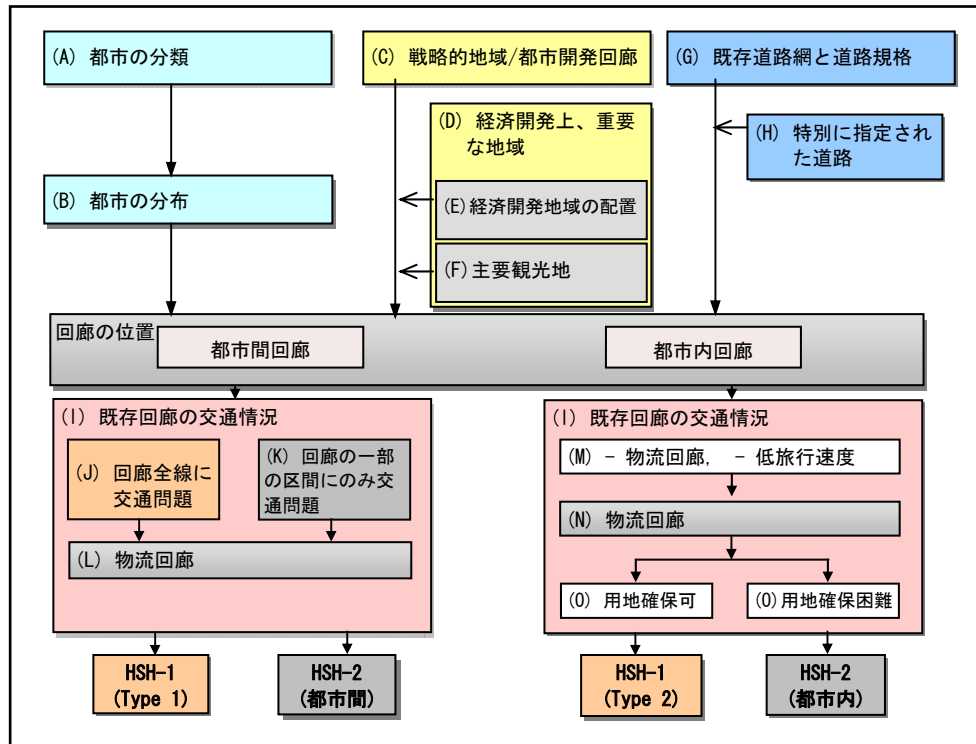 (A) 都市の分類
(C) 戦略的地域/都市開発回廊
(G) 既存道路網と道路規格
(D) 経済開発上、重要
な地域
(H) 特別に指定され
た道路
(B) 都市の分布
(E)経済開発地域の配置
(F)主要観光地
回廊の位置
都市間回廊
都市内回廊
(I) 既存回廊の交通情況
(J) 回廊全線に
交通問題
(K) 回廊の一部
の区間にのみ交
通問題
(L) 物流回廊
(I) 既存回廊の交通情況
(M) - 物流回廊, - 低旅行速度
(N) 物流回廊
(O) 用地確保可
(O)用地確保困難
HSH-1
(Type 1)
HSH-2
(都市間)
HSH-1
(Type 2)
HSH-2
(都市内)